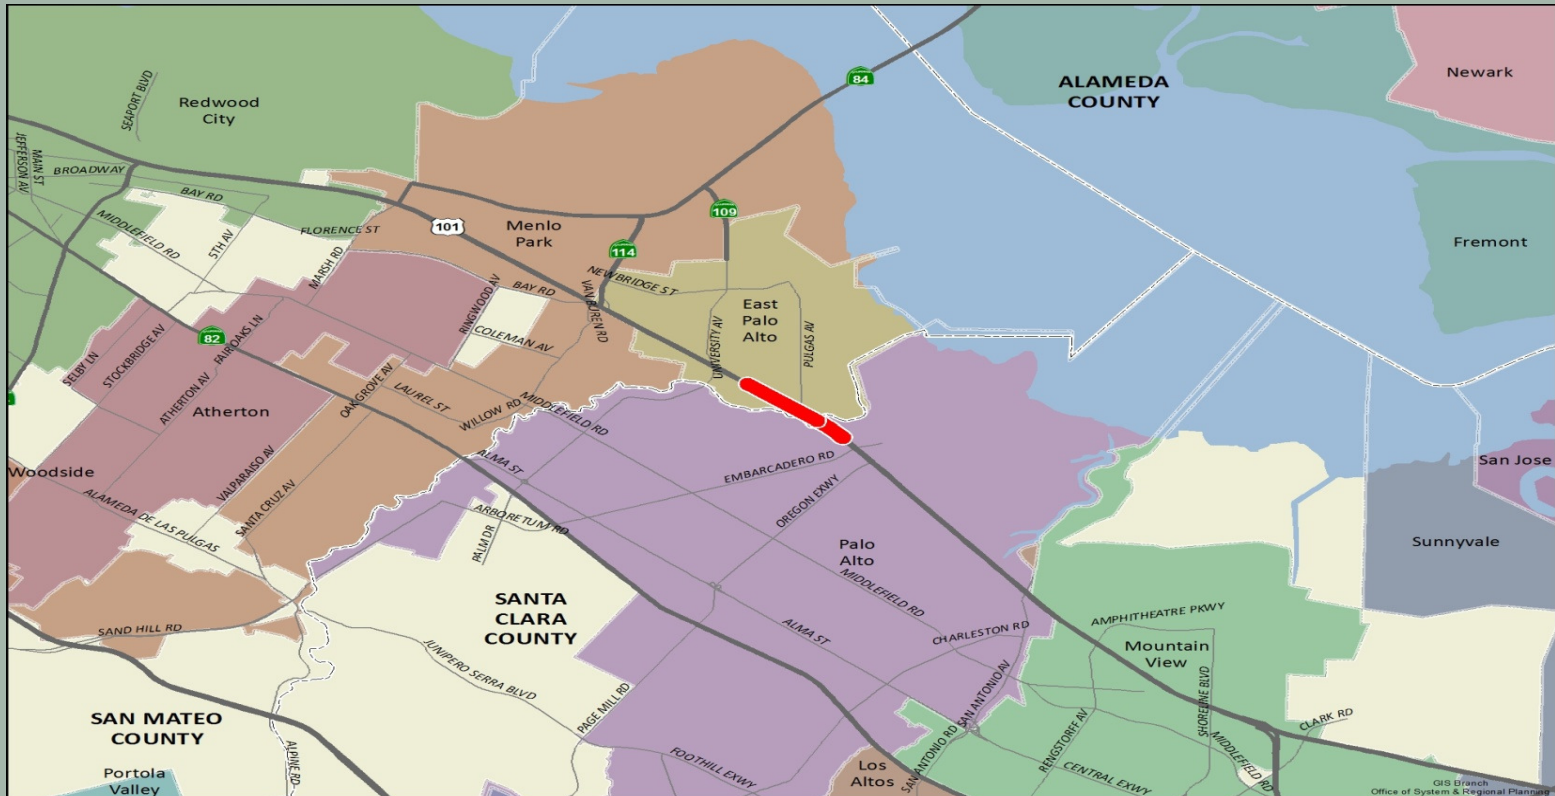 Redwood
City
SEAPORT BLVD
JEFFERSON AV
MAIN ST
BROADWAY
BAY RD
MIDDLEFIELD RD
5TH AV
FLORENCE ST
MARSH RD
101
Menlo
Park
84
109
114
ALAMEDA
COUNTY
Newark
Fremont
NEWBRIDGE ST
BAY RD
VAN BUREN RD
RINGWOOD AV
COLEMAN AV
East
Palo
Alto
UNIVERSITY AV
PULGAS AV
82
SELBY LN
STOCKBRIDGE AV
FAIR OAKS LN
ATHERTON AV
Atherton
OAK GROVE AV
LAUREL ST
WILLOW RD
MIDDLEFIELD RD
VALPARAISO AV
SANTA CRUZ AV
Woodside
ALAMEDA DE LAS PULGAS
ALMA ST
ARBORETUM RD
PALM DR
EMBARCADERO RD
OREGON EXWY
San Jose
Sunnyvale
Palo
Alto
MIDDLEFIELD RD
ALMA ST
CHARLESTON RD
AMPHITHEATRE PKWY
Mountain
View
SANTA
CLARA
COUNTY
SAND HILL RD
JUNIPERO SERRA BLVD
PAGE MILL RD
SAN ANTONIO AV
SAN ANTONIO RD
SHORELINE BLVD
CLARK RD
RENGSTORFF AV
MIDDLEFIELD RD
CENTRAL EXWY
FOOTHILL EXWY
Los
Altos
SAN MATEO
COUNTY
ALPINE RD
Portola
Valley
GIS Branch
Office of System & Regional Planning